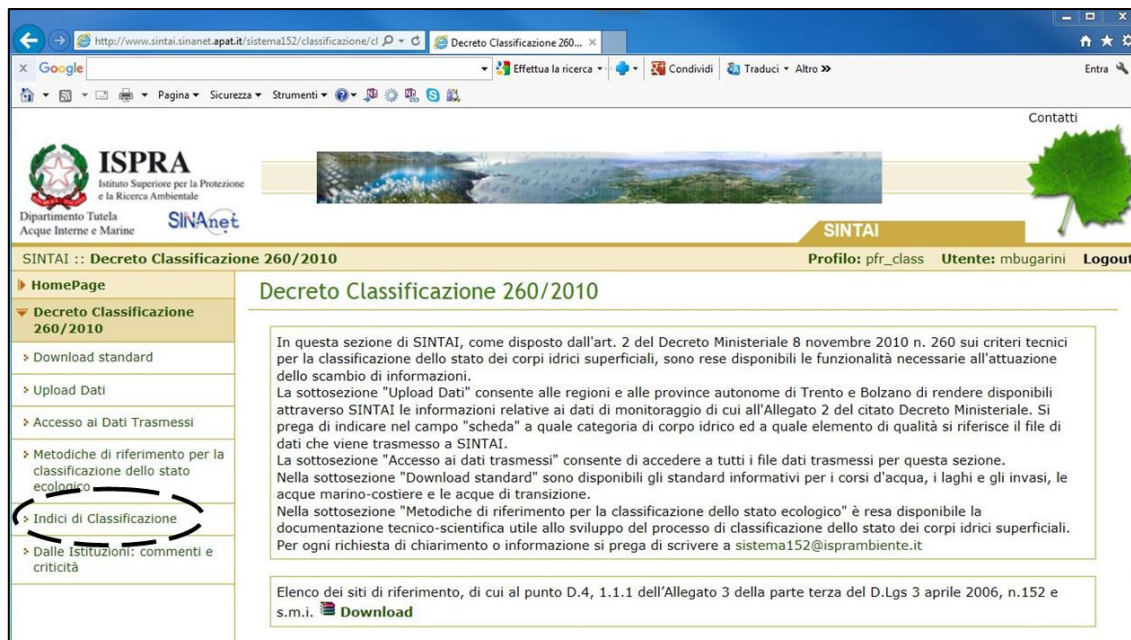 http://www.sintai.sinanet.apat.it/sistema152/classificazione/cl
Decreto Classificazione 260...
x Google
Effettua la ricerca
Condividi
Traduci
Altro »
Entra
Pagina
Sicurezza
Strumenti
Contatti
ISPRA
Istituto Superiore per la Protezione
e la Ricerca Ambientale
Dipartimento Tutela
Acque Interne e Marine
SINAnet
SINTAI
SINTAI :: Decreto Classificazione 260/2010
Profilo: pfr_class Utente: mbugarini Logout
HomePage
Decreto Classificazione
260/2010
Download standard
Upload Dati
Accesso ai Dati Trasmessi
Metodiche di riferimento per la
classificazione dello stato
ecologico
Indici di Classificazione
Dalle Istituzioni: commenti e
criticità
Decreto Classificazione 260/2010
In questa sezione di SINTAI, come disposto dall'art. 2 del Decreto Ministeriale 8 novembre 2010 n. 260 sui criteri tecnici
per la classificazione dello stato dei corpi idrici superficiali, sono rese disponibili le funzionalità necessarie all'attuazione
dello scambio di informazioni.
La sottosezione "Upload Dati" consente alle regioni e alle province autonome di Trento e Bolzano di rendere disponibili
attraverso SINTAI le informazioni relative ai dati di monitoraggio di cui all'Allegato 2 del citato Decreto Ministeriale. Si
prega di indicare nel campo "scheda" a quale categoria di corpo idrico ed a quale elemento di qualità si riferisce il file di
dati che viene trasmesso a SINTAI.
La sottosezione "Accesso ai dati trasmessi" consente di accedere a tutti i file dati trasmessi per questa sezione.
Nella sottosezione "Download standard" sono disponibili gli standard informativi per i corsi d'acqua, i laghi e gli invasi, le
acque marino-costiere e le acque di transizione.
Nella sottosezione "Metodiche di riferimento per la classificazione dello stato ecologico" è resa disponibile la
documentazione tecnico-scientifica utile allo sviluppo del processo di classificazione dello stato dei corpi idrici superficiali.
Per ogni richiesta di chiarimento o informazione si prega di scrivere a sistema152@isprambiente.it
Elenco dei siti di riferimento, di cui al punto D.4, 1.1.1 dell'Allegato 3 della parte terza del D.Lgs 3 aprile 2006, n.152 e
s.m.i. Download